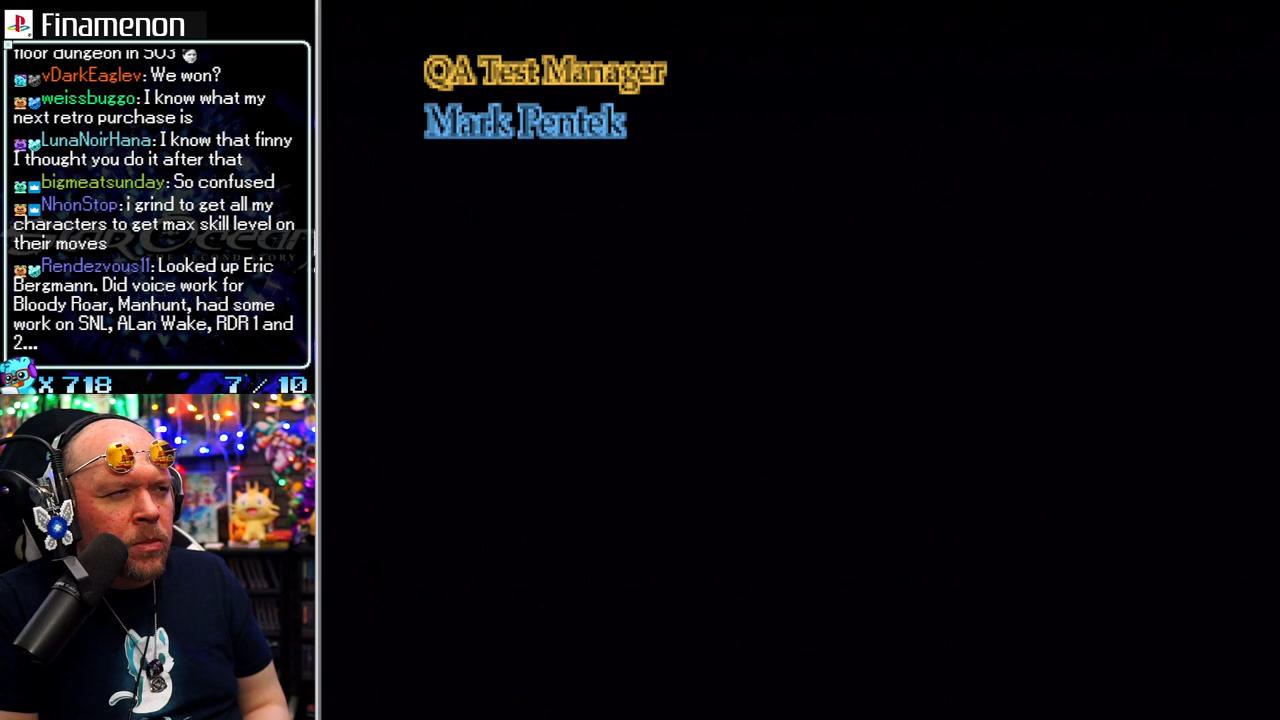 Finamenon
floor dungeon in SO3
vDarkEaglev: We won?
weissbuggo: I know what my
next retro purchase is
LunaNoirHana: I know that finny
I thought you do it after that
bigmeatsunday: So confused
NhonStop: i grind to get all my
characters to get max skill level on
their moves
Rendezvous11: Looked up Eric
Bergmann. Did voice work for
Bloody Roar, Manhunt, had some
work on SNL, ALan Wake, RDR 1 and
2...
X 718 7 / 10
QA Test Manager
Mark Pentek